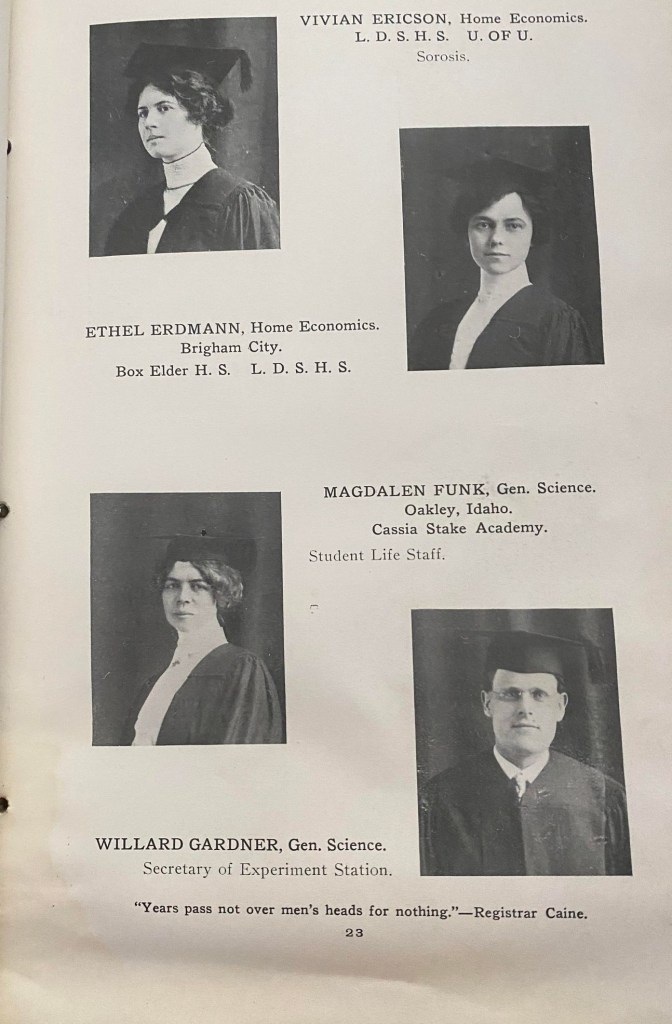 VIVIAN ERICSON, Home Economics.
L. D. S. H. S. U. OF U.
Sorosis.
ETHEL ERDMANN, Home Economics.
Brigham City.
Box Elder H. S. L. D. S. H. S.
MAGDALEN FUNK, Gen. Science.
Oakley, Idaho.
Cassia Stake Academy.
Student Life Staff.
WILLARD GARDNER, Gen. Science.
Secretary of Experiment Station.
“Years pass not over men’s heads for nothing.”—Registrar Caine.
23